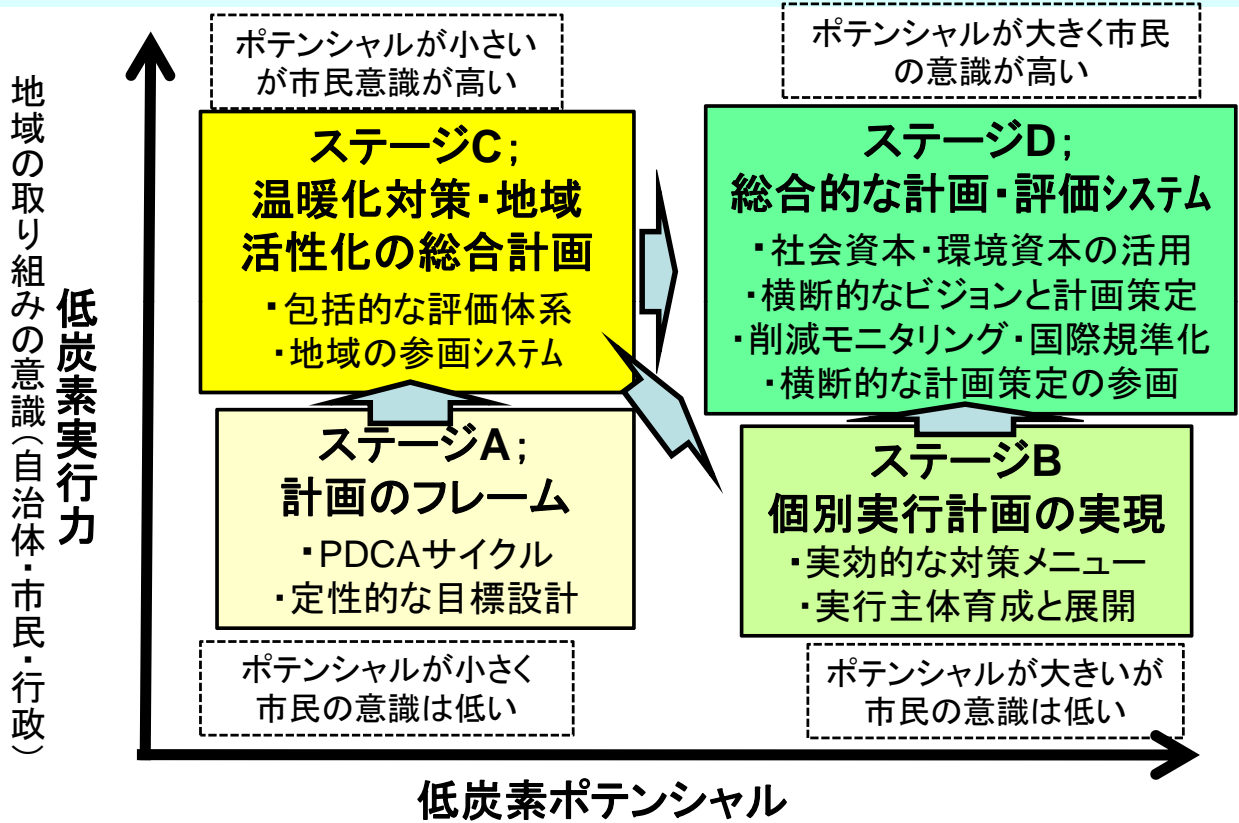 地域の取り組みの意識（自治体・市民・行政）
低炭素実行力
ポテンシャルが小さい
が市民意識が高い
ステージC；
温暖化対策・地域
活性化の総合計画
・包括的な評価体系
・地域の参画システム
ポテンシャルが大きく市民
の意識が高い
ステージD；
総合的な計画・評価システム
・社会資本・環境資本の活用
・横断的なビジョンと計画策定
・削減モニタリング・国際規準化
・横断的な計画策定の参画
ステージA；
計画のフレーム
・PDCAサイクル
・定性的な目標設計
ポテンシャルが小さく
市民の意識は低い
ステージB
個別実行計画の実現
・実効的な対策メニュー
・実行主体育成と展開
ポテンシャルが大きいが
市民の意識は低い
低炭素ポテンシャル